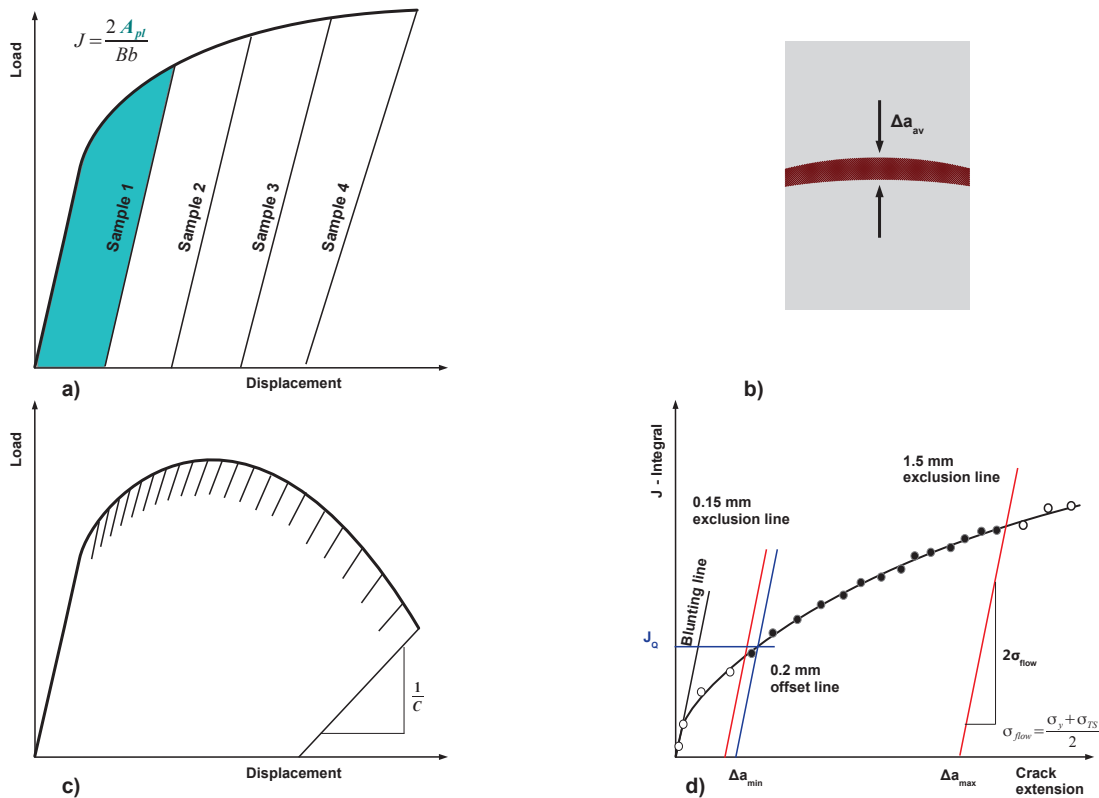 Load
J = 2 A_pl / Bb
Sample 1
Sample 2
Sample 3
Sample 4
Displacement
a)
Δa_av
b)
Load
1/C
Displacement
c)
J - Integral
1.5 mm
exclusion line
0.15 mm
exclusion line
Blunting line
J_Q
0.2 mm
offset line
2σ_flow
σ_flow = σ_y + σ_TS / 2
Δa_min
Δa_max
Crack
extension
d)